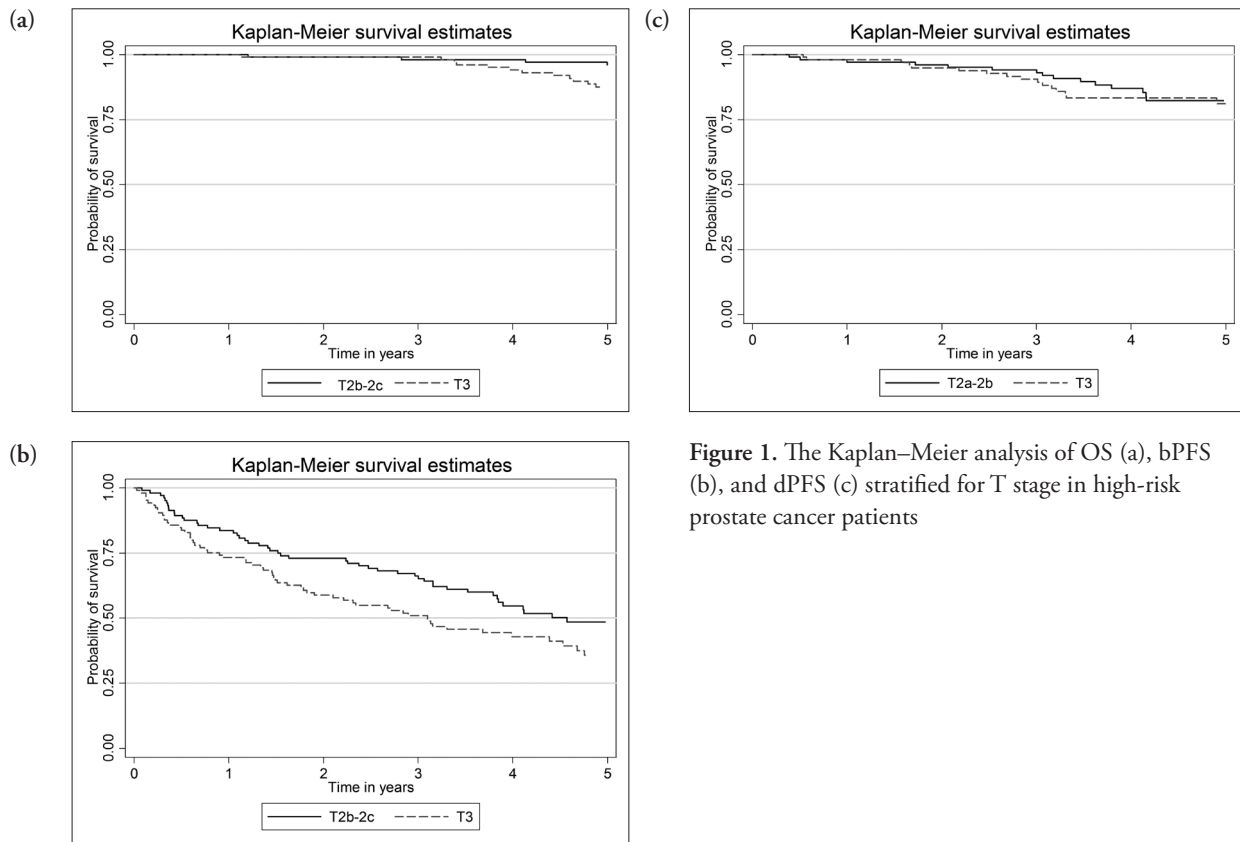 (a)
Kaplan-Meier survival estimates
Probability of survival
1.00
0.75
0.50
0.25
0.00
0 1 2 3 4 5
Time in years
T2b-2c T3
(b)
Kaplan-Meier survival estimates
Probability of survival
1.00
0.75
0.50
0.25
0.00
0 1 2 3 4 5
Time in years
T2b-2c T3
(c)
Kaplan-Meier survival estimates
Probability of survival
1.00
0.75
0.50
0.25
0.00
0 1 2 3 4 5
Time in years
T2a-2b T3
Figure 1. The Kaplan–Meier analysis of OS (a), bPFS
(b), and dPFS (c) stratified for T stage in high-risk
prostate cancer patients